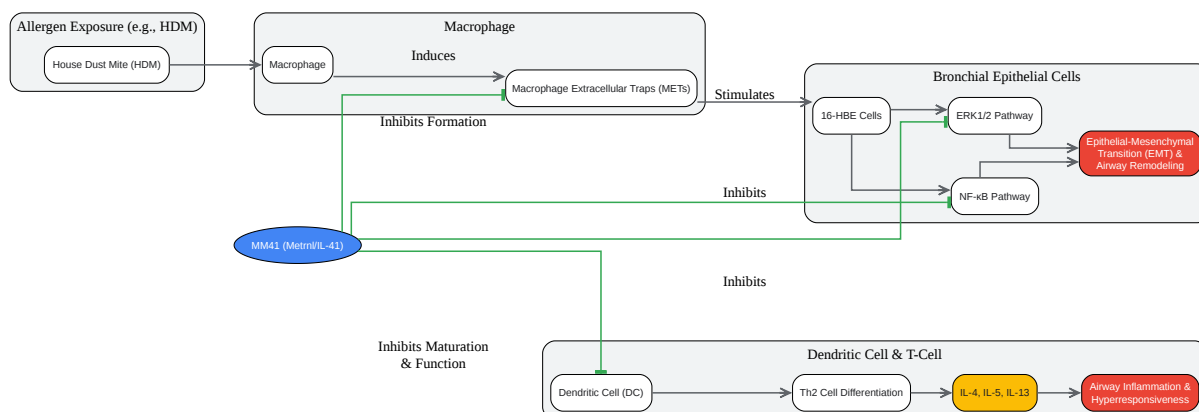 Allergen Exposure (e.g., HDM)
House Dust Mite (HDM)
Macrophage
Macrophage
Induces
Macrophage Extracellular Traps (METs)
Inhibits Formation
Stimulates
Bronchial Epithelial Cells
16-HBE Cells
ERK1/2 Pathway
Epithelial-Mesenchymal
Transition (EMT) &
Airway Remodeling
NF-κB Pathway
Inhibits
MM41 (Metrnl/IL-41)
Inhibits
Inhibits Maturation
& Function
Dendritic Cell & T-Cell
Dendritic Cell (DC)
Th2 Cell Differentiation
IL-4, IL-5, IL-13
Airway Inflammation &
Hyperresponsiveness